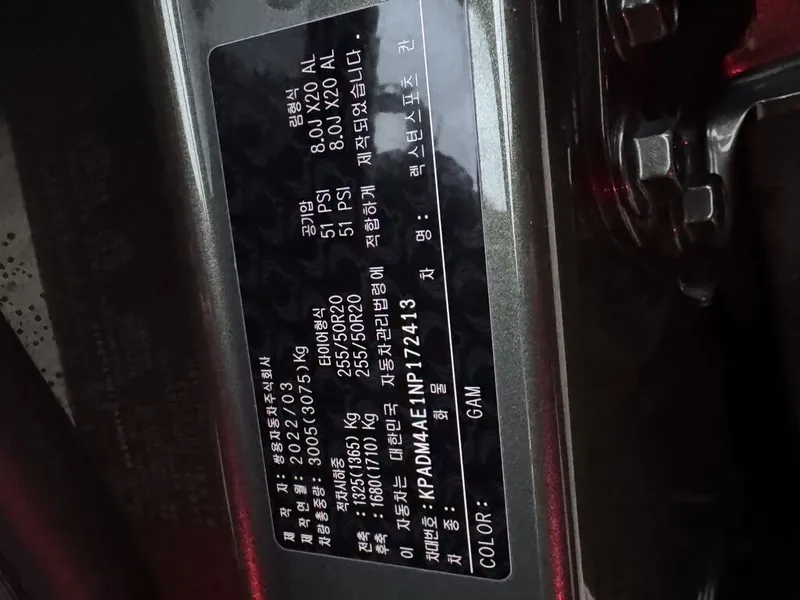 제 작 자: 쌍용자동차주식회사
제 작 연 월: 2022/03
차량총중량: 3005(3075)Kg
적차시하중 타이어형식 공기압 림형식
전축 : 1325(1365) Kg 255/50R20 51 PSI 8.0J X20 AL
후축 : 1680(1710) Kg 255/50R20 51 PSI 8.0J X20 AL
이 자동차는 대한민국 자동차관리법령에 적합하게 제작되었습니다.
차대번호: KPADM4AE1NP172413
차 종: 화 물 차 명: 렉스턴스포츠 칸
COLOR: GAM